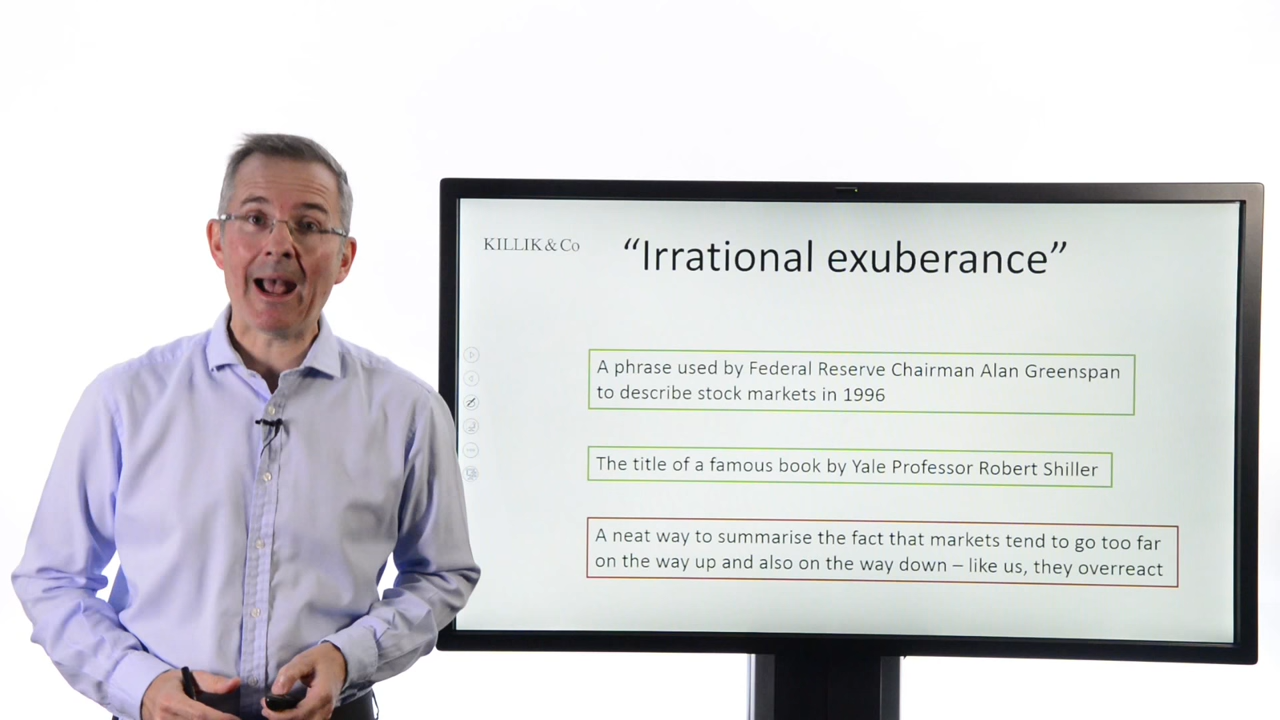 KILLIK & Co
“Irrational exuberance”
A phrase used by Federal Reserve Chairman Alan Greenspan
to describe stock markets in 1996
The title of a famous book by Yale Professor Robert Shiller
A neat way to summarise the fact that markets tend to go too far
on the way up and also on the way down – like us, they overreact